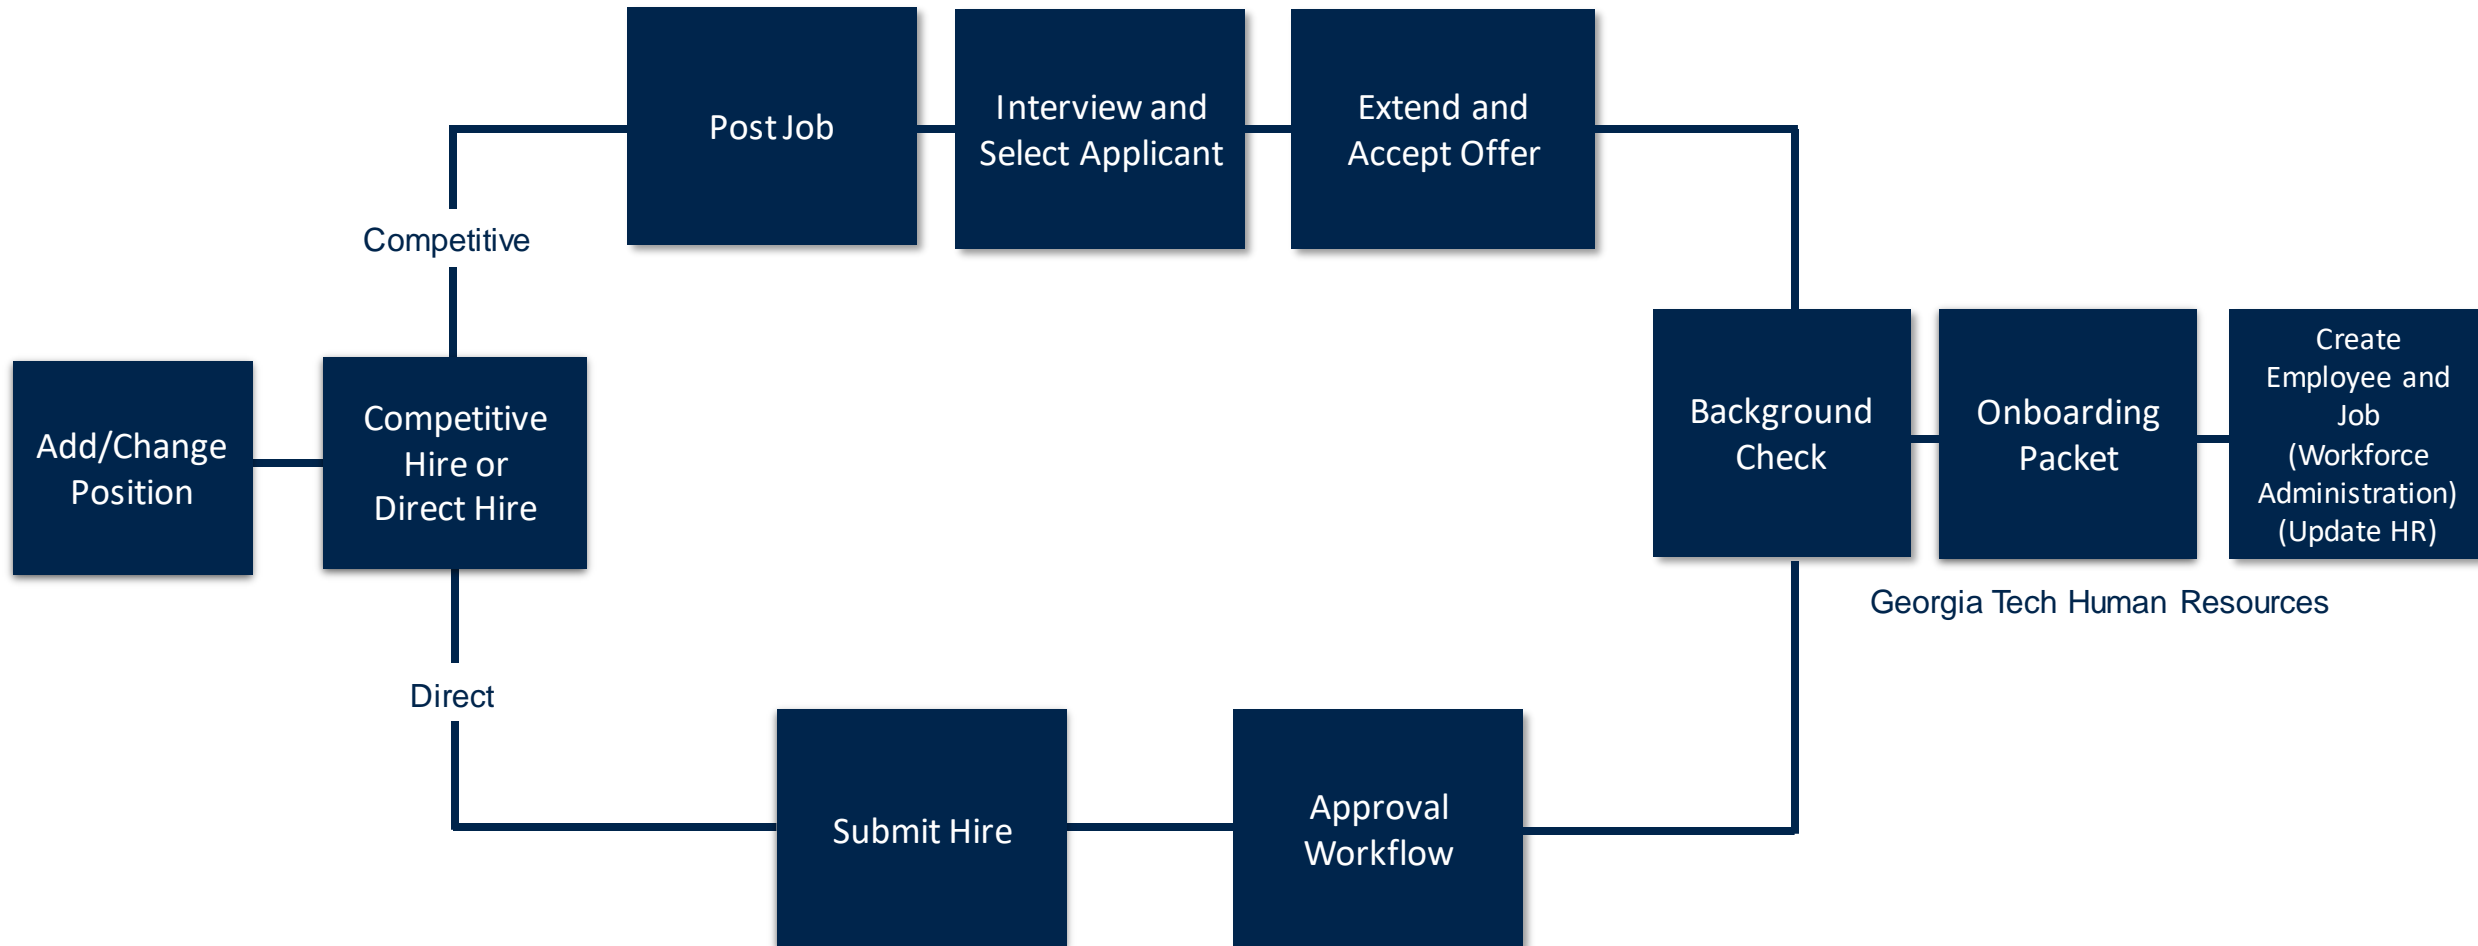 Post Job
Interview and
Select Applicant
Extend and
Accept Offer
Competitive
Add/Change
Position
Competitive
Hire or
Direct Hire
Background
Check
Onboarding
Packet
Create
Employee and
Job
(Workforce
Administration)
(Update HR)
Georgia Tech Human Resources
Direct
Submit Hire
Approval
Workflow